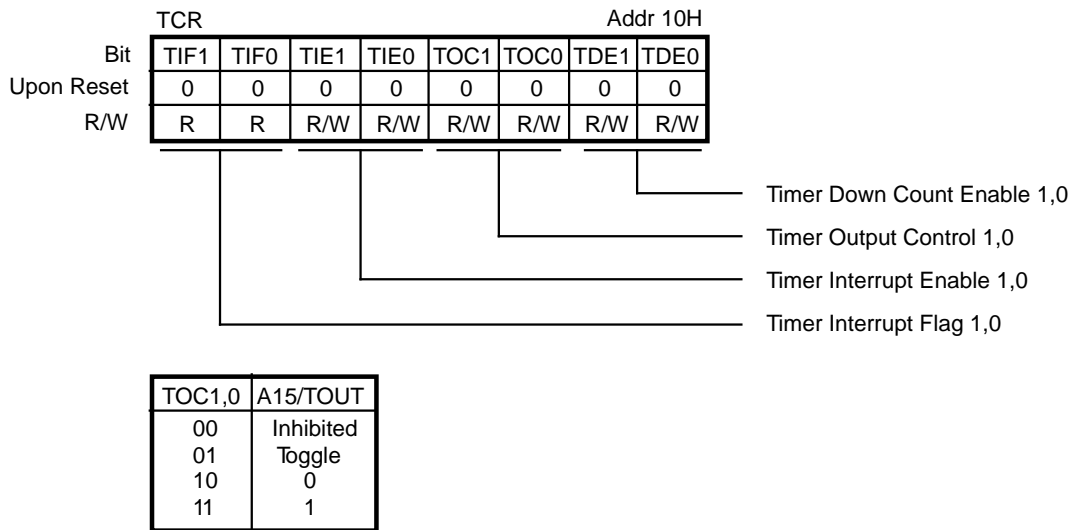 TCR Addr 10H
Bit TIF1 TIF0 TIE1 TIE0 TOC1 TOC0 TDE1 TDE0
Upon Reset 0 0 0 0 0 0 0 0
R/W R R R/W R/W R/W R/W R/W R/W
Timer Down Count Enable 1,0
Timer Output Control 1,0
Timer Interrupt Enable 1,0
Timer Interrupt Flag 1,0
TOC1,0 A15/TOUT
00 Inhibited
01 Toggle
10 0
11 1